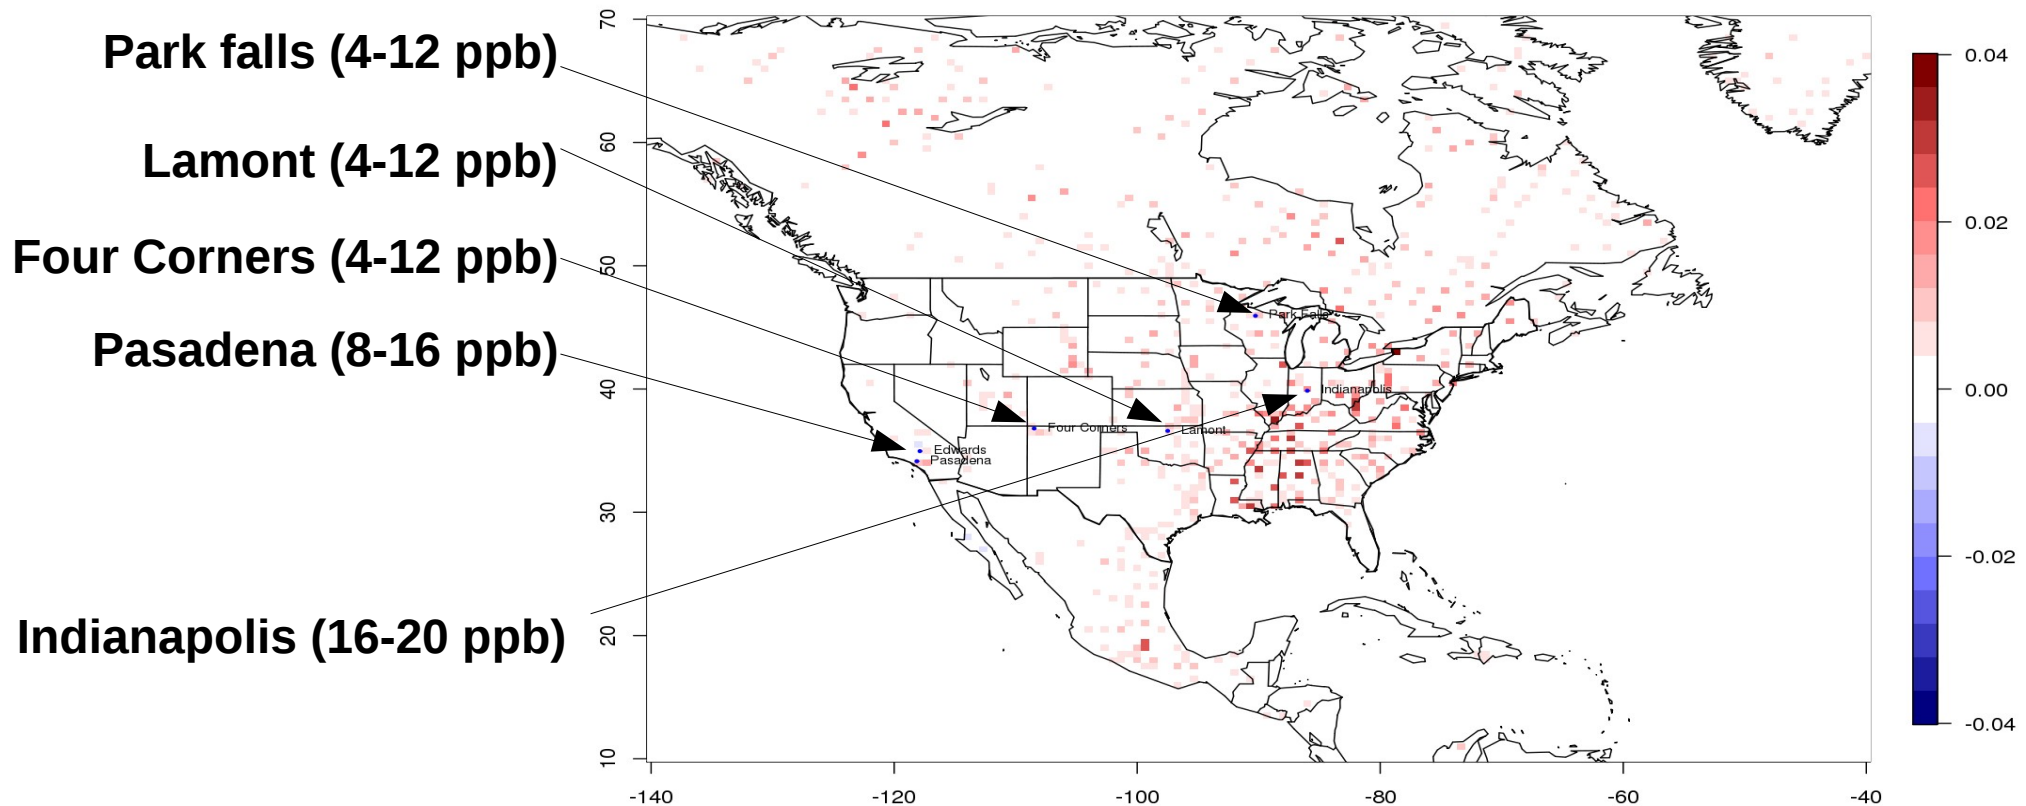 Park falls (4-12 ppb)
Lamont (4-12 ppb)
Four Corners (4-12 ppb)
Pasadena (8-16 ppb)
Indianapolis (16-20 ppb)
70
60
50
40
30
20
10
-140
-120
-100
-80
-60
-40
Park Falls
Indianapolis
Four Corners
Lamont
Edwards
Pasadena
0.04
0.02
0.00
-0.02
-0.04